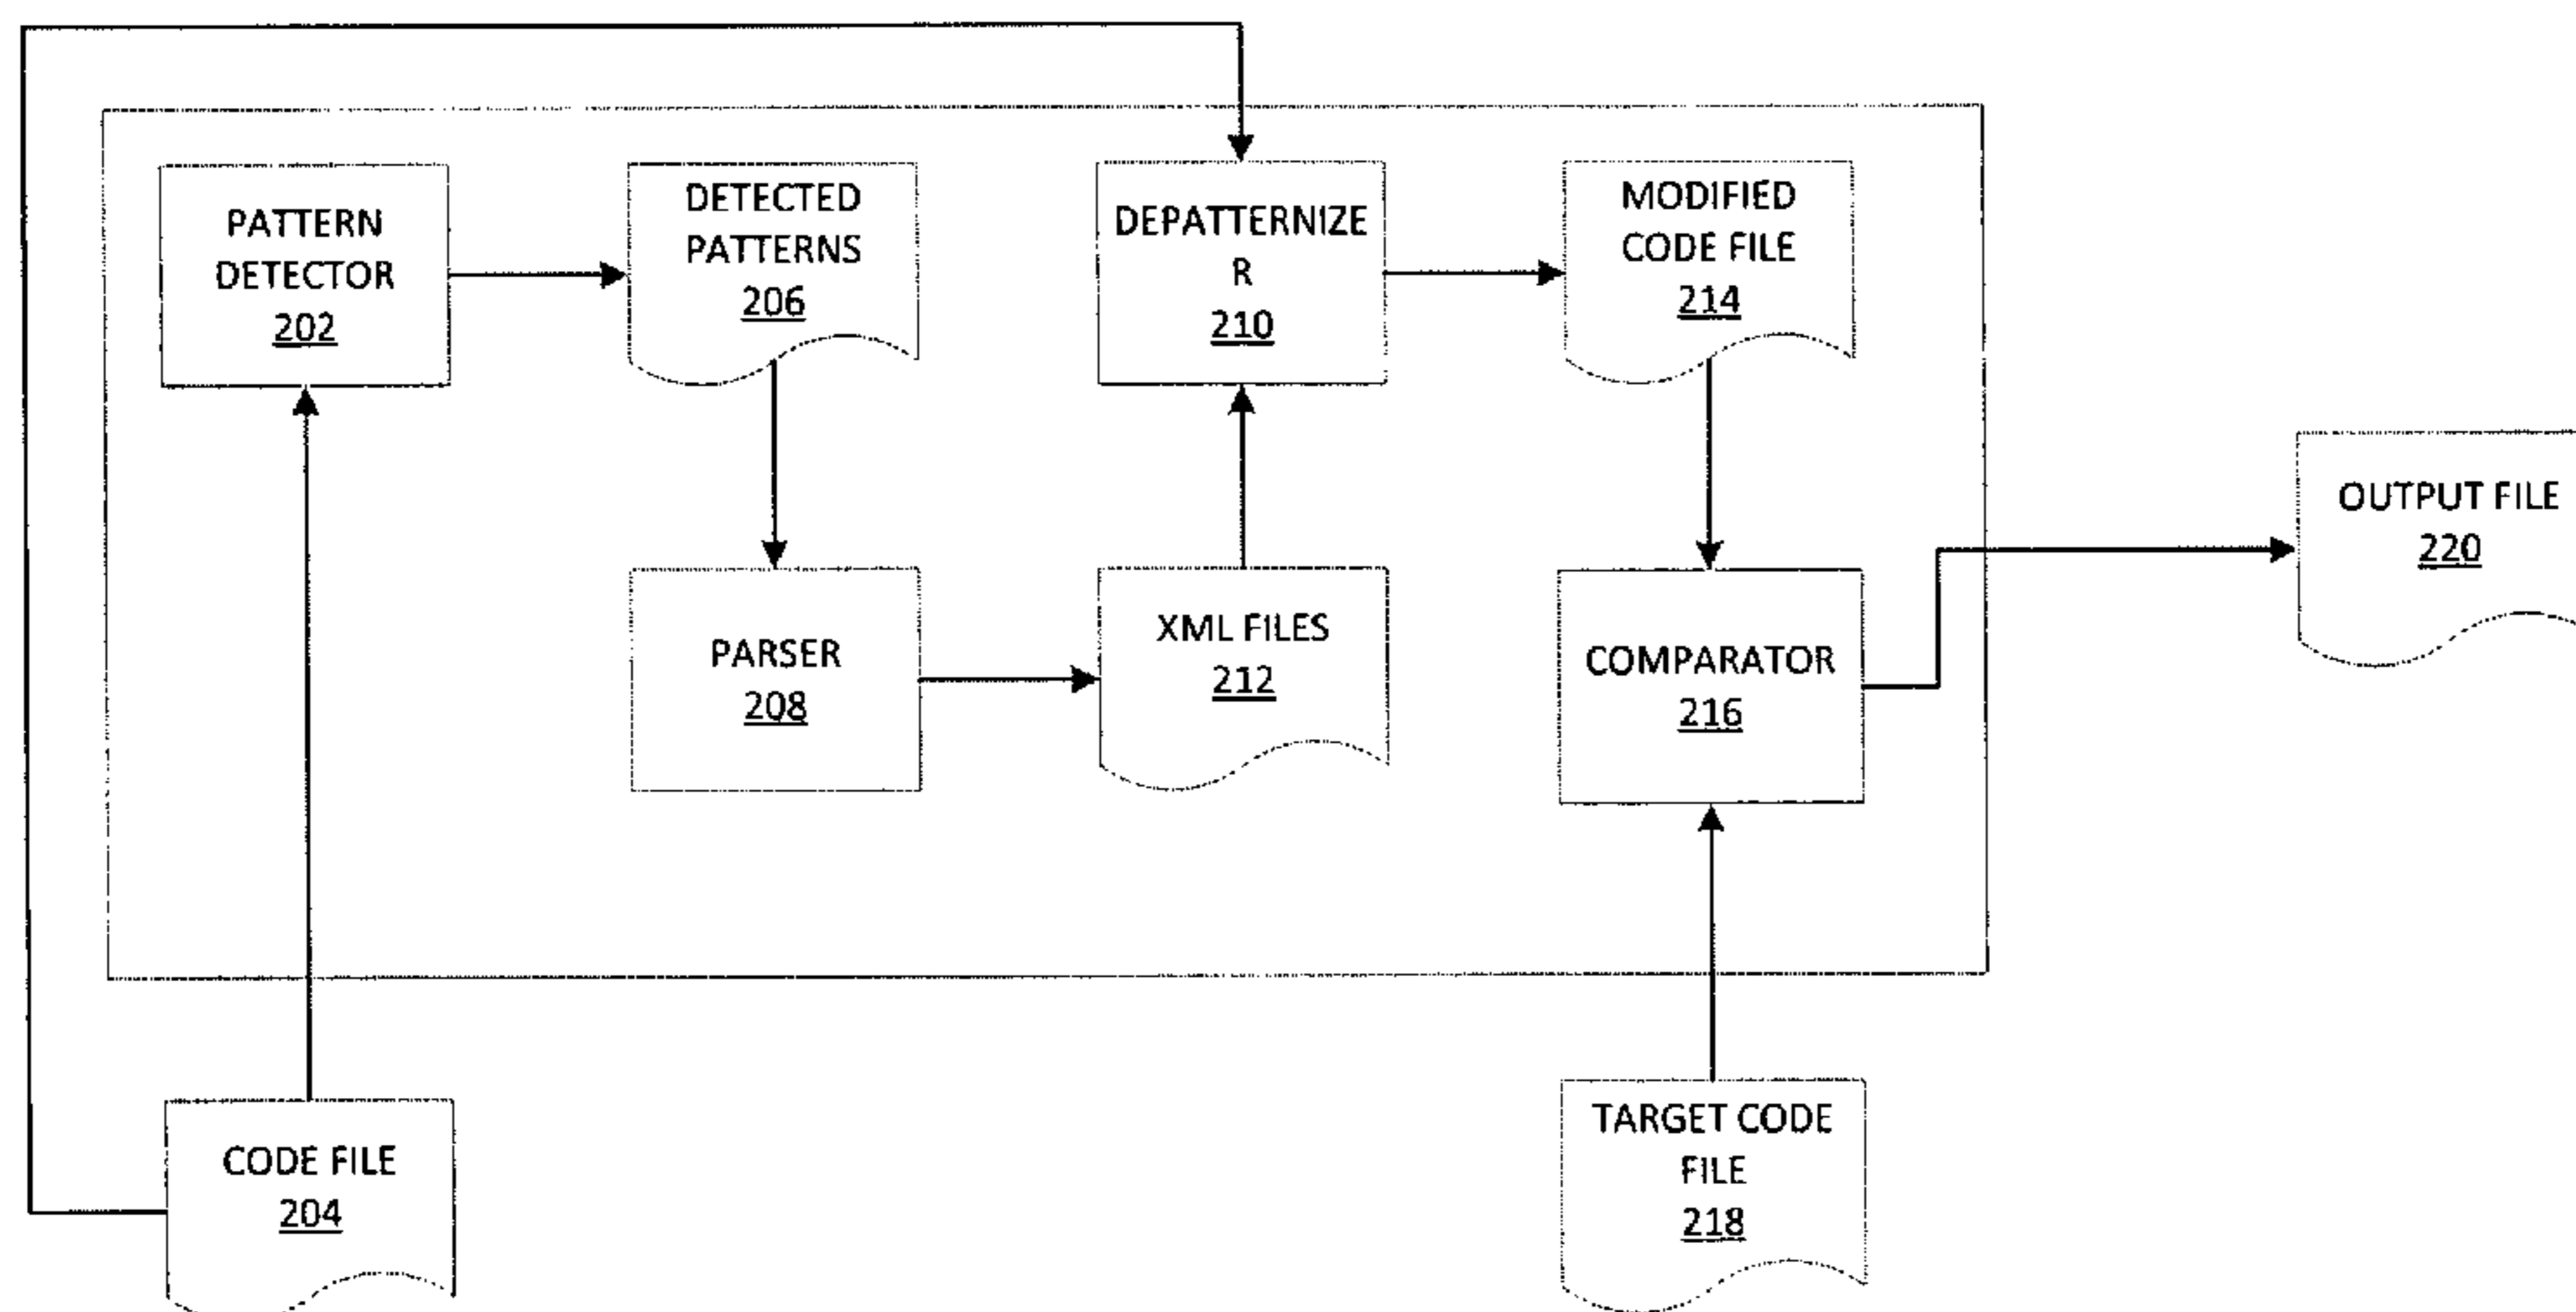 PATTERN
DETECTOR
202
DETECTED
PATTERNS
206
DEPATTERNIZE
R
210
MODIFIED
CODE FILE
214
PARSER
208
XML FILES
212
COMPARATOR
216
OUTPUT FILE
220
CODE FILE
204
TARGET CODE
FILE
218